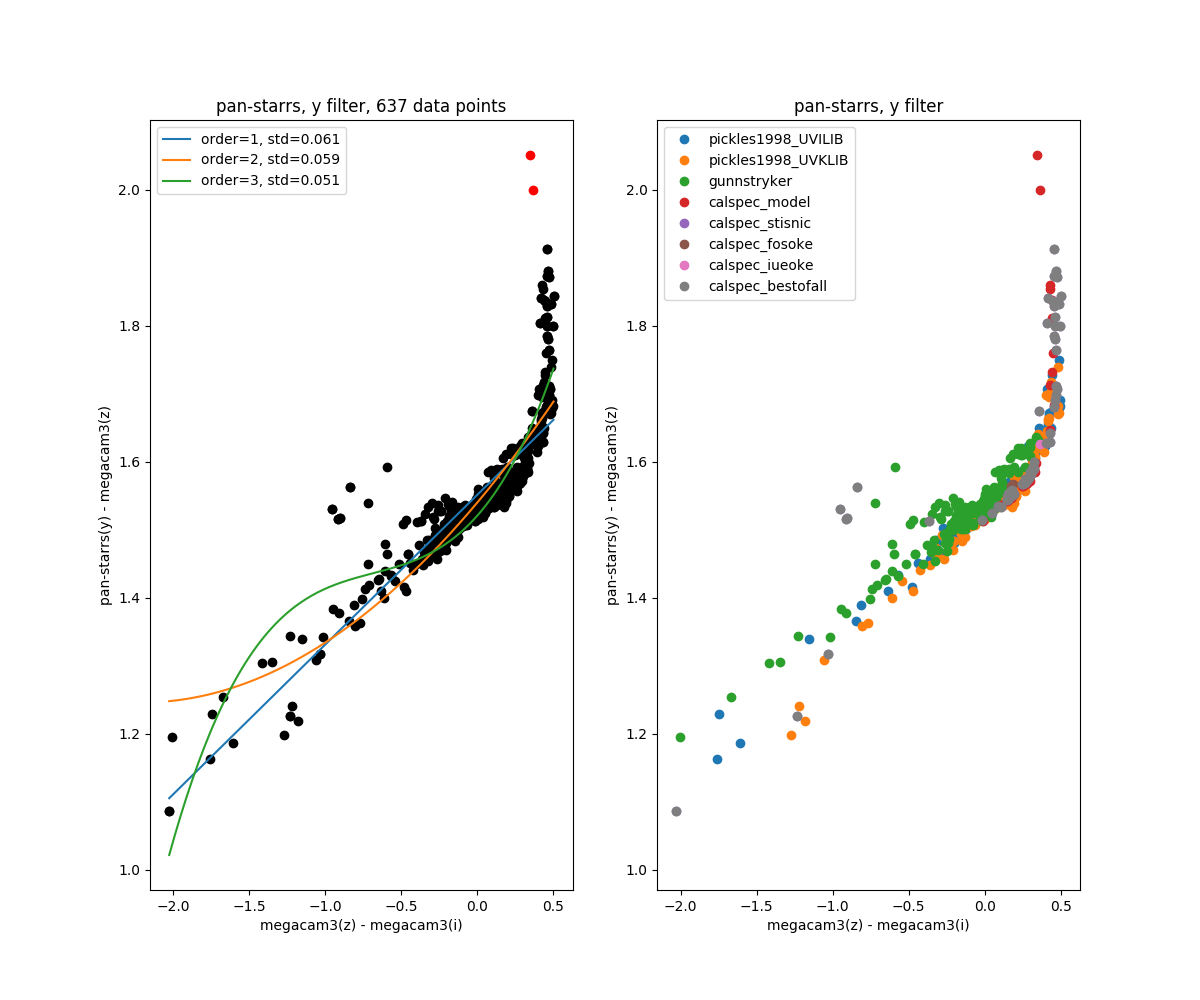 pan-starrs, y filter, 637 data points
order=1, std=0.061
order=2, std=0.059
order=3, std=0.051
2.0
1.8
1.6
1.4
1.2
1.0
pan-starrs(y) - megacam3(z)
−2.0 −1.5 −1.0 −0.5 0.0 0.5
megacam3(z) - megacam3(i)
pan-starrs, y filter
pickles1998_UVILIB
pickles1998_UVKLIB
gunnstryker
calspec_model
calspec_stisnic
calspec_fosoke
calspec_iueoke
calspec_bestofall
2.0
1.8
1.6
1.4
1.2
1.0
pan-starrs(y) - megacam3(z)
−2.0 −1.5 −1.0 −0.5 0.0 0.5
megacam3(z) - megacam3(i)